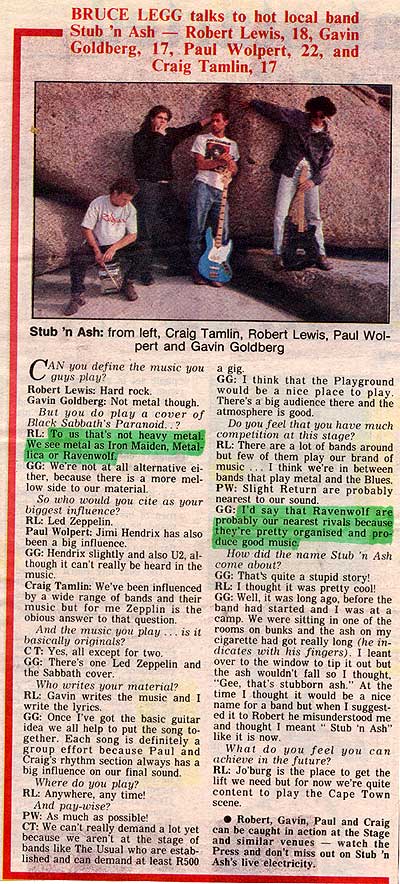 BRUCE LEGG talks to hot local band
Stub 'n Ash — Robert Lewis, 18, Gavin
Goldberg, 17, Paul Wolpert, 22, and
Craig Tamlin, 17
Stub 'n Ash: from left, Craig Tamlin, Robert Lewis, Paul Wol-
pert and Gavin Goldberg
CAN you define the music you
guys play?
Robert Lewis: Hard rock.
Gavin Goldberg: Not metal though.
But you do play a cover of
Black Sabbath's Paranoid. .?
RL: To us that's not heavy metal.
We see metal as Iron Maiden, Metal-
lica or Ravenwolf.
GG: We're not at all alternative ei-
ther, because there is a more mel-
low side to our material.
So who would you cite as your
biggest influence?
RL: Led Zeppelin.
Paul Wolpert: Jimi Hendrix has also
been a big influence.
GG: Hendrix slightly and also U2, al-
though it can't really be heard in the
music.
Craig Tamlin: We've been influenced
by a wide range of bands and their
music but for me Zepplin is the
obious answer to that question.
And the music you play . . . is it
basically originals?
CT: Yes, all except for two.
GG: There's one Led Zeppelin and
the Sabbath cover.
Who writes your material?
RL: Gavin writes the music and I
write the lyrics.
GG: Once I've got the basic guitar
idea we all help to put the song to-
gether. Each song is definitely a
group effort because Paul and
Craig's rhythm section always has a
big influence on our final sound.
Where do you play?
RL: Anywhere, any time!
And pay-wise?
PW: As much as possible!
CT: We can't really demand a lot yet
because we aren't at the stage of
bands like The Usual who are estab-
lished and can demand at least R500
a gig.
GG: I think that the Playground
would be a nice place to play.
There's a big audience there and the
atmosphere is good.
Do you feel that you have much
competition at this stage?
RL: There are a lot of bands around
but few of them play our brand of
music . . . I think we're in between
bands that play metal and the Blues.
PW: Slight Return are probably
nearest to our sound.
GG: I'd say that Ravenwolf are
probably our nearest rivals because
they're pretty organised and pro-
duce good music.
How did the name Stub 'n Ash
come about?
GG: That's quite a stupid story!
RL: I thought it was pretty cool!
GG: Well, it was long ago, before the
band had started and I was at a
camp. We were sitting in one of the
rooms on bunks and the ash on my
cigarette had got really long (he in-
dicates with his fingers). I leant
over to the window to tip it out but
the ash wouldn't fall so I thought,
"Gee, that's stubborn ash." At the
time I thought it would be a nice
name for a band but when I suggest-
ed it to Robert he misunderstood me
and thought I meant " Stub 'n Ash"
like it is now.
What do you feel you can
achieve in the future?
RL: Jo'burg is the place to get the
lift we need but for now we're quite
content to play the Cape Town
scene.
● Robert, Gavin, Paul and Craig
can be caught in action at the Stage
and similar venues — watch the
Press and don't miss out on Stub 'n
Ash's live electricity.